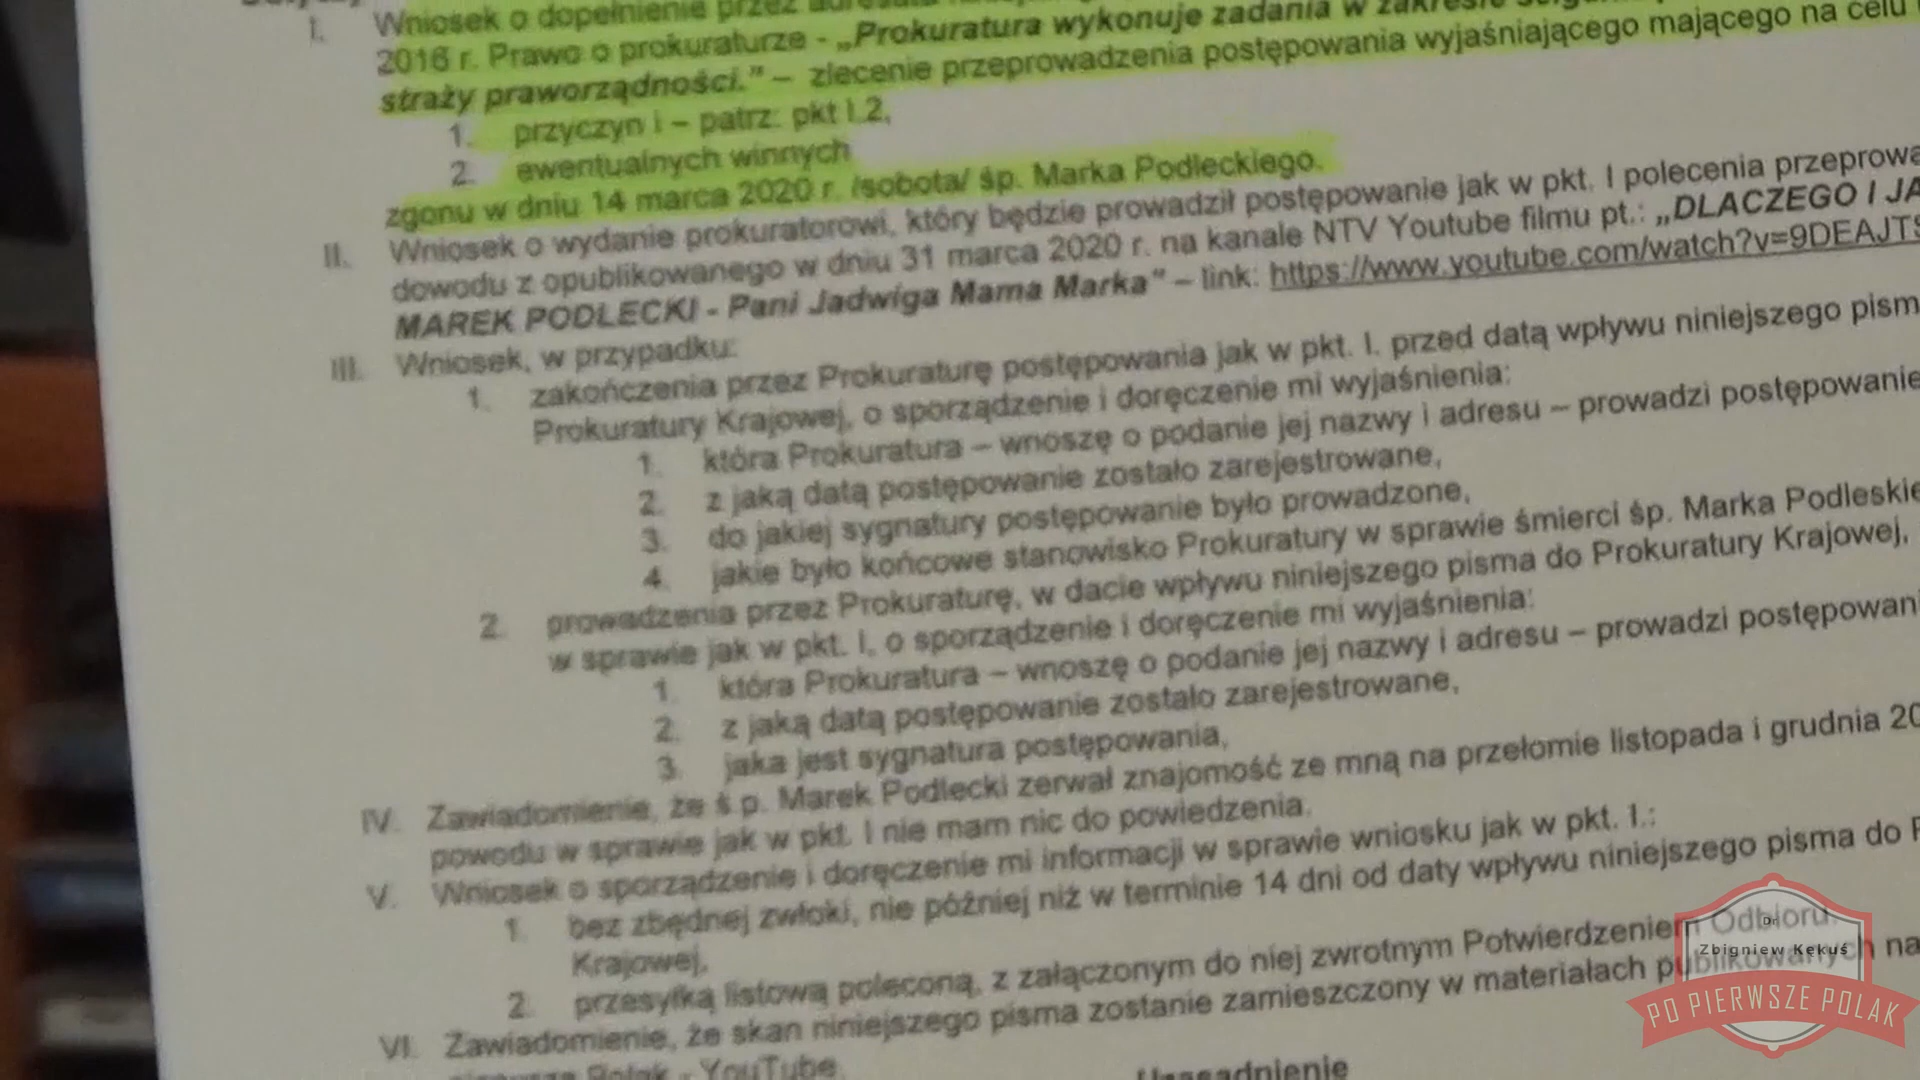 I. Wniosek o dopełnienie przez
2016 r. Prawo o prokuraturze - „Prokuratura wykonuje zadania w zakresie
straży praworządności." – zlecenie przeprowadzenia postępowania wyjaśniającego mającego na celu
1. przyczyn i – patrz: pkt I.2,
2. ewentualnych winnych
zgonu w dniu 14 marca 2020 r. /sobota/ śp. Marka Podleckiego.
II. Wniosek o wydanie prokuratorowi, który będzie prowadził postępowanie jak w pkt. I polecenia
dowodu z opublikowanego w dniu 31 marca 2020 r. na kanale NTV Youtube filmu pt.: „DLACZEGO I JA
MAREK PODLECKI - Pani Jadwiga Mama Marka" – link: https://www.youtube.com/watch?v=9DEAJTS
III. Wniosek, w przypadku:
1. zakończenia przez Prokuraturę postępowania jak w pkt. I. przed datą wpływu niniejszego
Prokuratury Krajowej, o sporządzenie i doręczenie mi wyjaśnienia:
1. która Prokuratura – wnoszę o podanie jej nazwy i adresu – prowadzi postępowanie
2. z jaką datą postępowanie zostało zarejestrowane,
3. do jakiej sygnatury postępowanie było prowadzone,
4. jakie było końcowe stanowisko Prokuratury w sprawie śmierci śp. Marka
2. prowadzenia przez Prokuraturę, w dacie wpływu niniejszego pisma do Prokuratury Krajowej,
w sprawie jak w pkt. I, o sporządzenie i doręczenie mi wyjaśnienia:
1. która Prokuratura – wnoszę o podanie jej nazwy i adresu – prowadzi
2. z jaką datą postępowanie zostało zarejestrowane,
3. jaka jest sygnatura postępowania,
IV. Zawiadomienie, że ś.p. Marek Podlecki zerwał znajomość ze mną na przełomie listopada i grudnia 20
powodu w sprawie jak w pkt. I nie mam nic do powiedzenia.
V. Wniosek o sporządzenie i doręczenie mi informacji w sprawie wniosku jak w pkt. I.:
1. bez zbędnej zwłoki, nie później niż w terminie 14 dni od daty wpływu niniejszego pisma do
Krajowej,
2. przesyłką listową poleconą, z załączonym do niej zwrotnym Potwierdzeniem Odbioru.
VI. Zawiadomienie, że skan niniejszego pisma zostanie zamieszczony w materiałach publikowanych na
Polak - YouTube.
Uzasadnienie
Dr
Zbigniew Kękuś
PO PIERWSZE POLAK